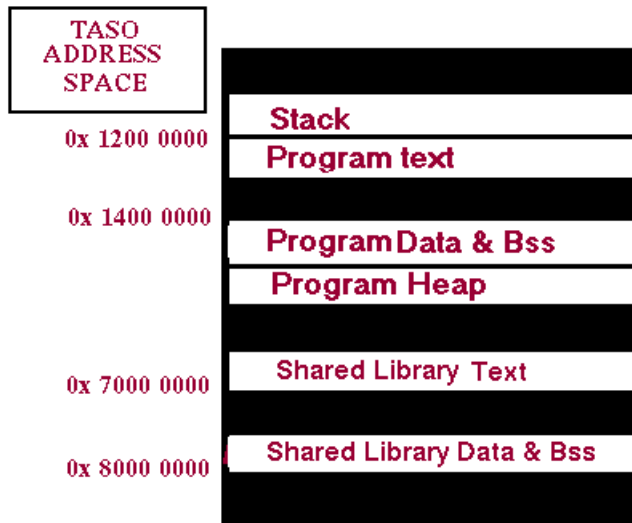 TASO
ADDRESS
SPACE
Stack
0x 1200 0000
Program text
0x 1400 0000
Program Data & Bss
Program Heap
Shared Library Text
0x 7000 0000
Shared Library Data & Bss
0x 8000 0000